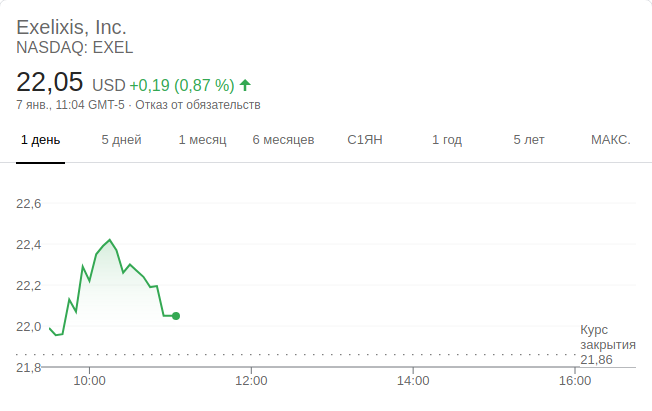 Exelixis, Inc.
NASDAQ: EXEL
22,05 USD +0,19 (0,87 %)
7 янв., 11:04 GMT-5 · Отказ от обязательств
1 день 5 дней 1 месяц 6 месяцев С1ЯН 1 год 5 лет МАКС.
22,6
22,4
22,2
22,0
Курс
закрытия
21,86
21,8
10:00 12:00 14:00 16:00